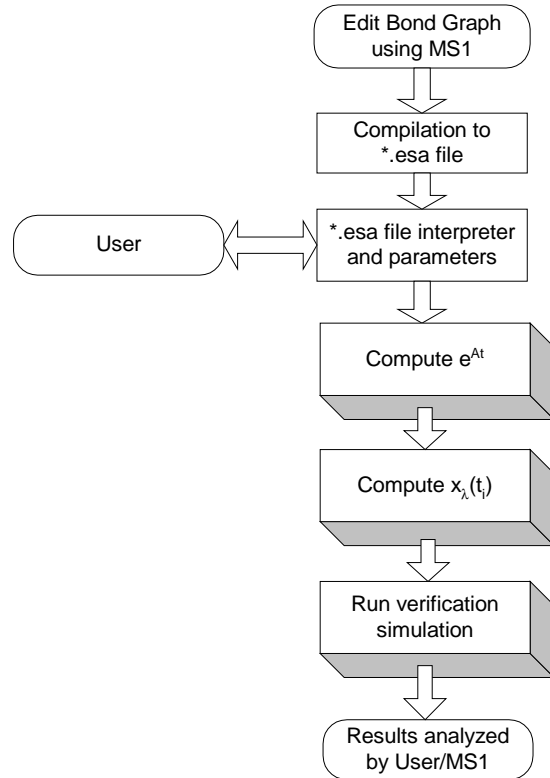 Edit Bond Graph
using MS1
Compilation to
*.esa file
User
*.esa file interpreter
and parameters
Compute e^At
Compute x_λ(t_i)
Run verification
simulation
Results analyzed
by User/MS1